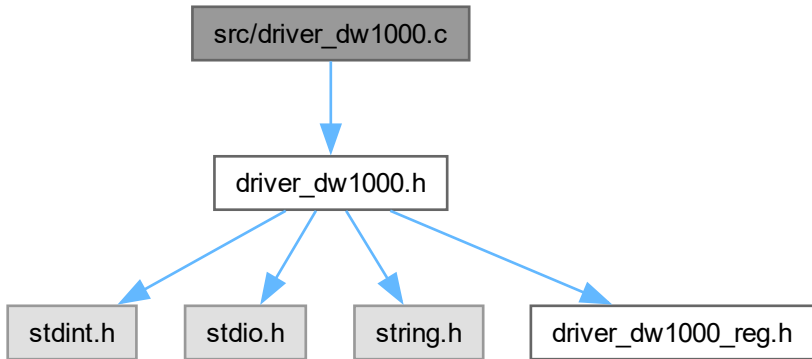 src/driver_dw1000.c
driver_dw1000.h
stdint.h
stdio.h
string.h
driver_dw1000_reg.h